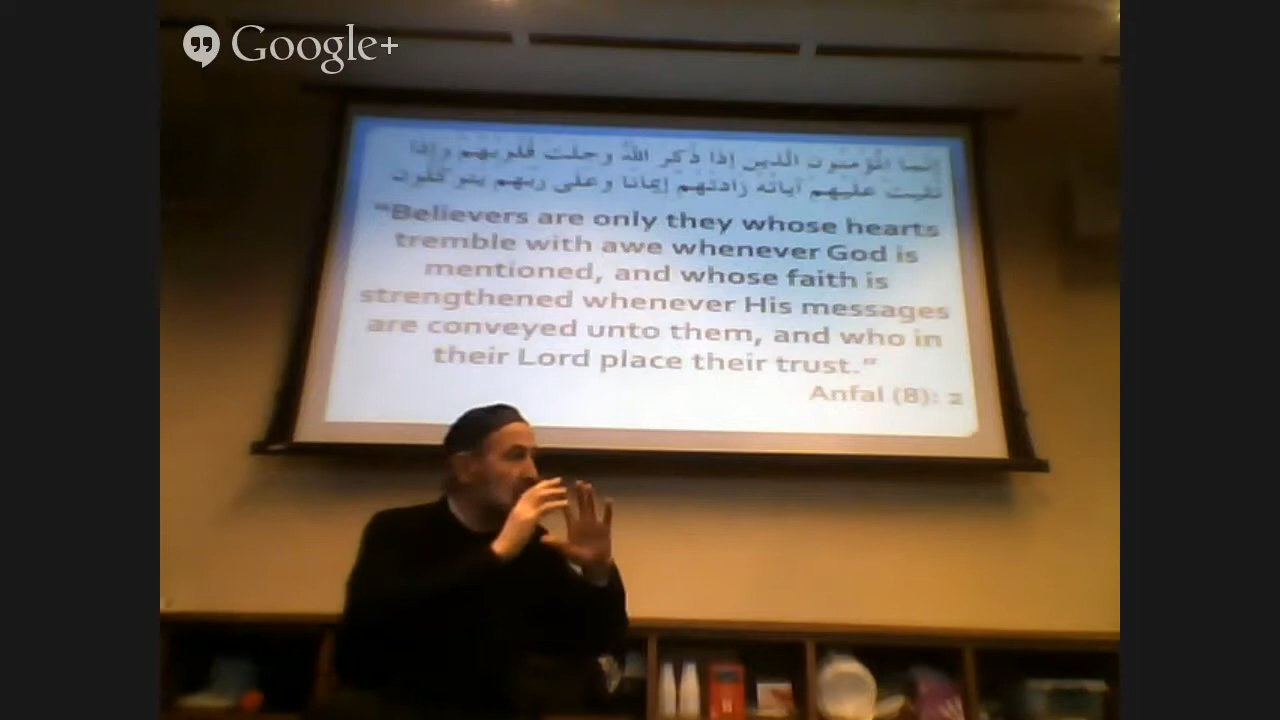 Google+
إنما المؤمنون الذين إذا ذكر الله وجلت قلوبهم وإذا
تليت عليهم آياته زادتهم إيمانا وعلى ربهم يتوكلون
“Believers are only they whose hearts
tremble with awe whenever God is
mentioned, and whose faith is
strengthened whenever His messages
are conveyed unto them, and who in
their Lord place their trust.”
Anfal (8): 2